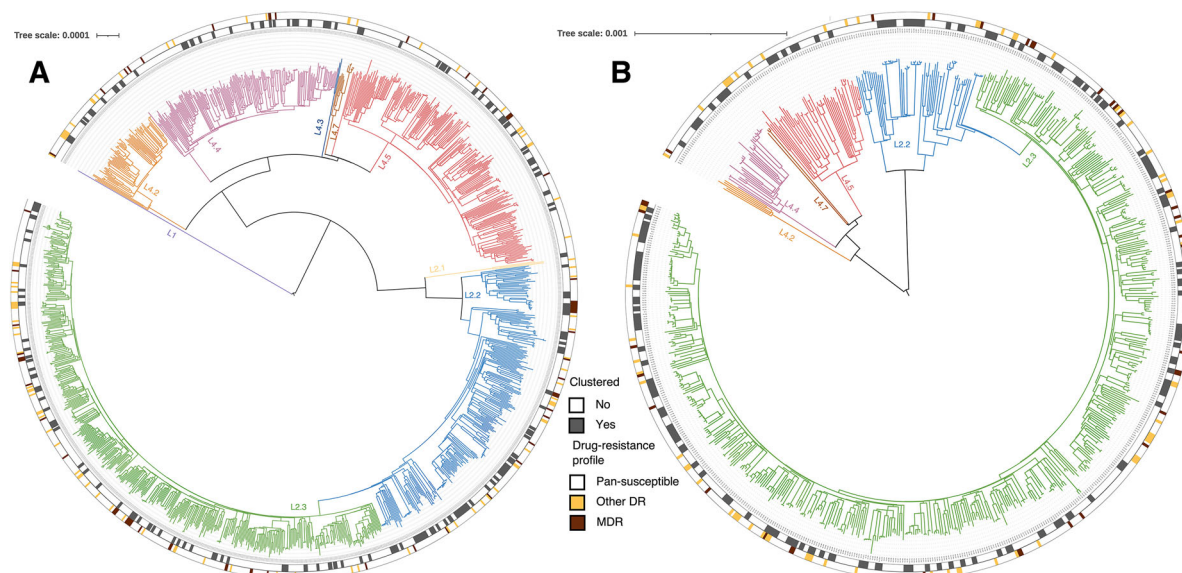 Tree scale: 0.0001
A
L4.4
L4.3
L4.7
L4.5
L4.2
L1
L2.1
L2.2
L2.3
Tree scale: 0.001
B
L2.2
L2.3
L4.5
L4.7
L4.4
L4.2
Clustered
No
Yes
Drug-resistance
profile
Pan-susceptible
Other DR
MDR